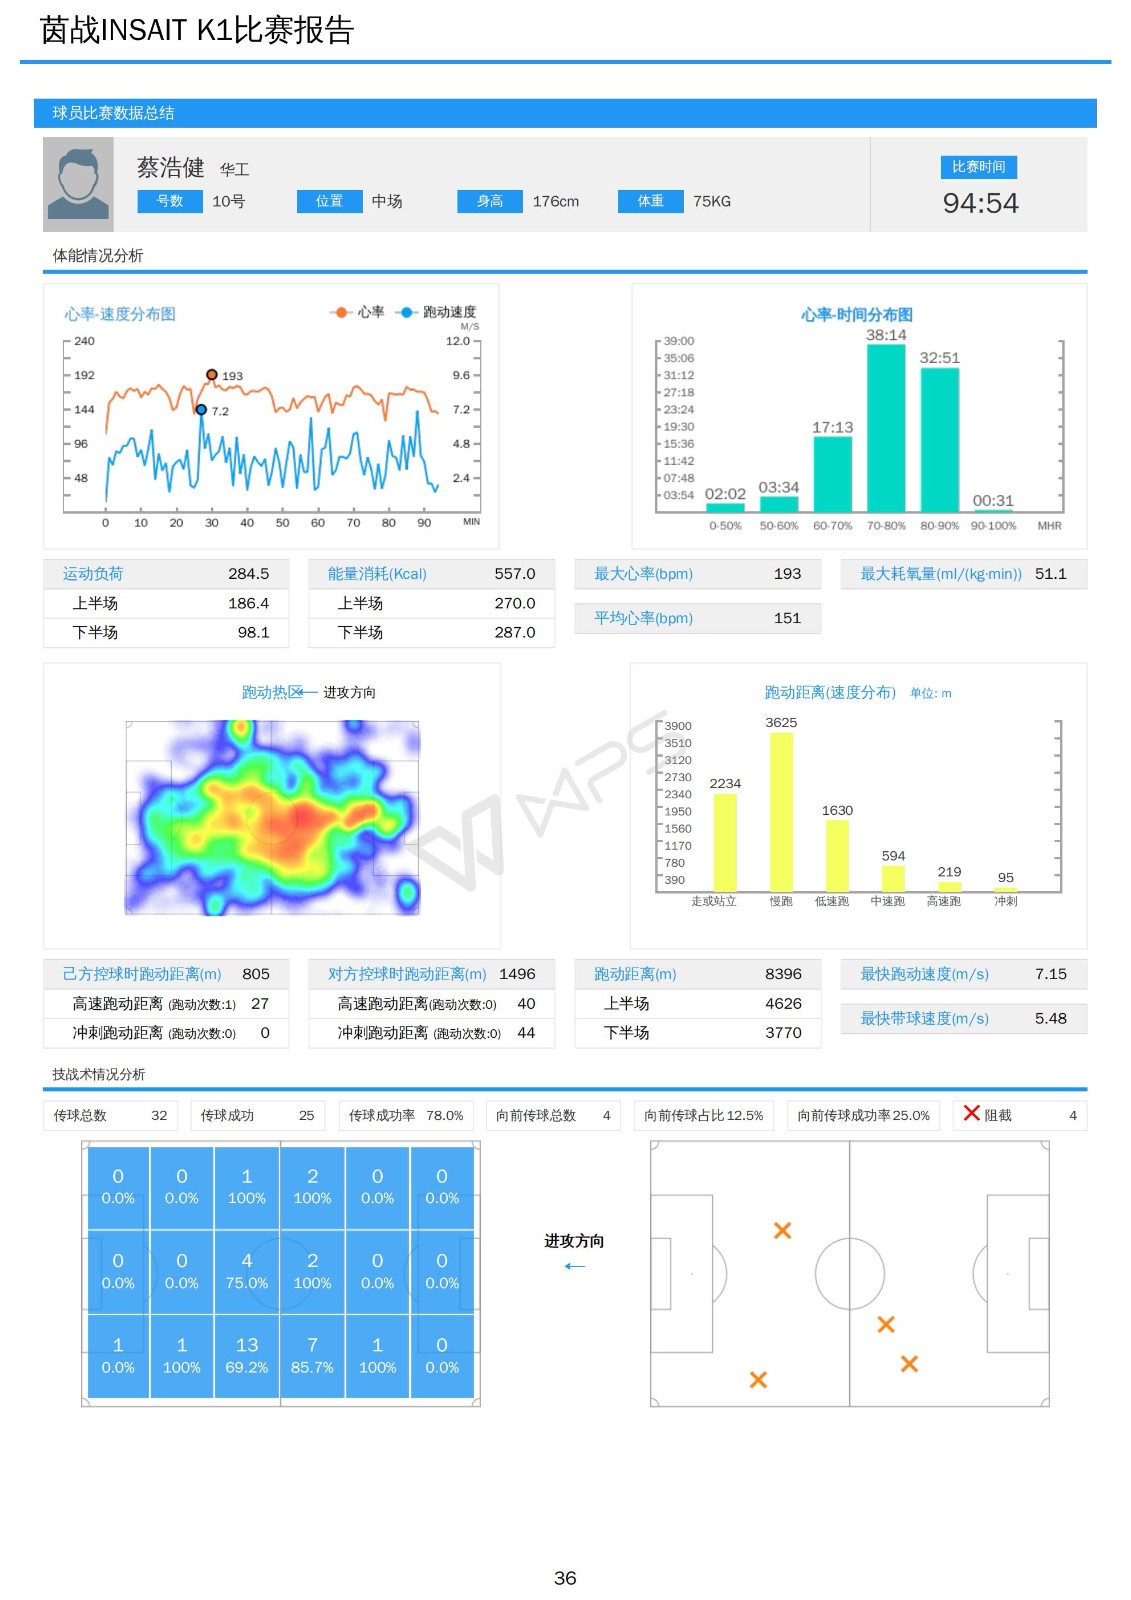 茵战INSAIT K1比赛报告
球员比赛数据总结
蔡浩健 华工
号数 10号 位置 中场 身高 176cm 体重 75KG
比赛时间
94:54
体能情况分析
心率-速度分布图 心率 跑动速度
M/S
240 12.0
192 9.6
144 7.2
96 4.8
48 2.4
193
7.2
0 10 20 30 40 50 60 70 80 90 MIN
心率-时间分布图
39:00
35:06
31:12
27:18
23:24
19:30
15:36
11:42
07:48
03:54
02:02 03:34 17:13 38:14 32:51 00:31
0-50% 50-60% 60-70% 70-80% 80-90% 90-100% MHR
运动负荷 284.5
上半场 186.4
下半场 98.1
能量消耗(Kcal) 557.0
上半场 270.0
下半场 287.0
最大心率(bpm) 193
平均心率(bpm) 151
最大耗氧量(ml/(kg·min)) 51.1
跑动热区 ← 进攻方向
跑动距离(速度分布) 单位: m
3900
3510
3120
2730
2340
1950
1560
1170
780
390
2234 3625 1630 594 219 95
走或站立 慢跑 低速跑 中速跑 高速跑 冲刺
WPS
己方控球时跑动距离(m) 805
高速跑动距离 (跑动次数:1) 27
冲刺跑动距离 (跑动次数:0) 0
对方控球时跑动距离(m) 1496
高速跑动距离(跑动次数:0) 40
冲刺跑动距离 (跑动次数:0) 44
跑动距离(m) 8396
上半场 4626
下半场 3770
最快跑动速度(m/s) 7.15
最快带球速度(m/s) 5.48
技战术情况分析
传球总数 32 传球成功 25 传球成功率 78.0% 向前传球总数 4 向前传球占比 12.5% 向前传球成功率 25.0% 阻截 4
0 0 1 2 0 0
0.0% 0.0% 100% 100% 0.0% 0.0%
0 0 4 2 0 0
0.0% 0.0% 75.0% 100% 0.0% 0.0%
1 1 13 7 1 0
0.0% 100% 69.2% 85.7% 100% 0.0%
进攻方向
←
36